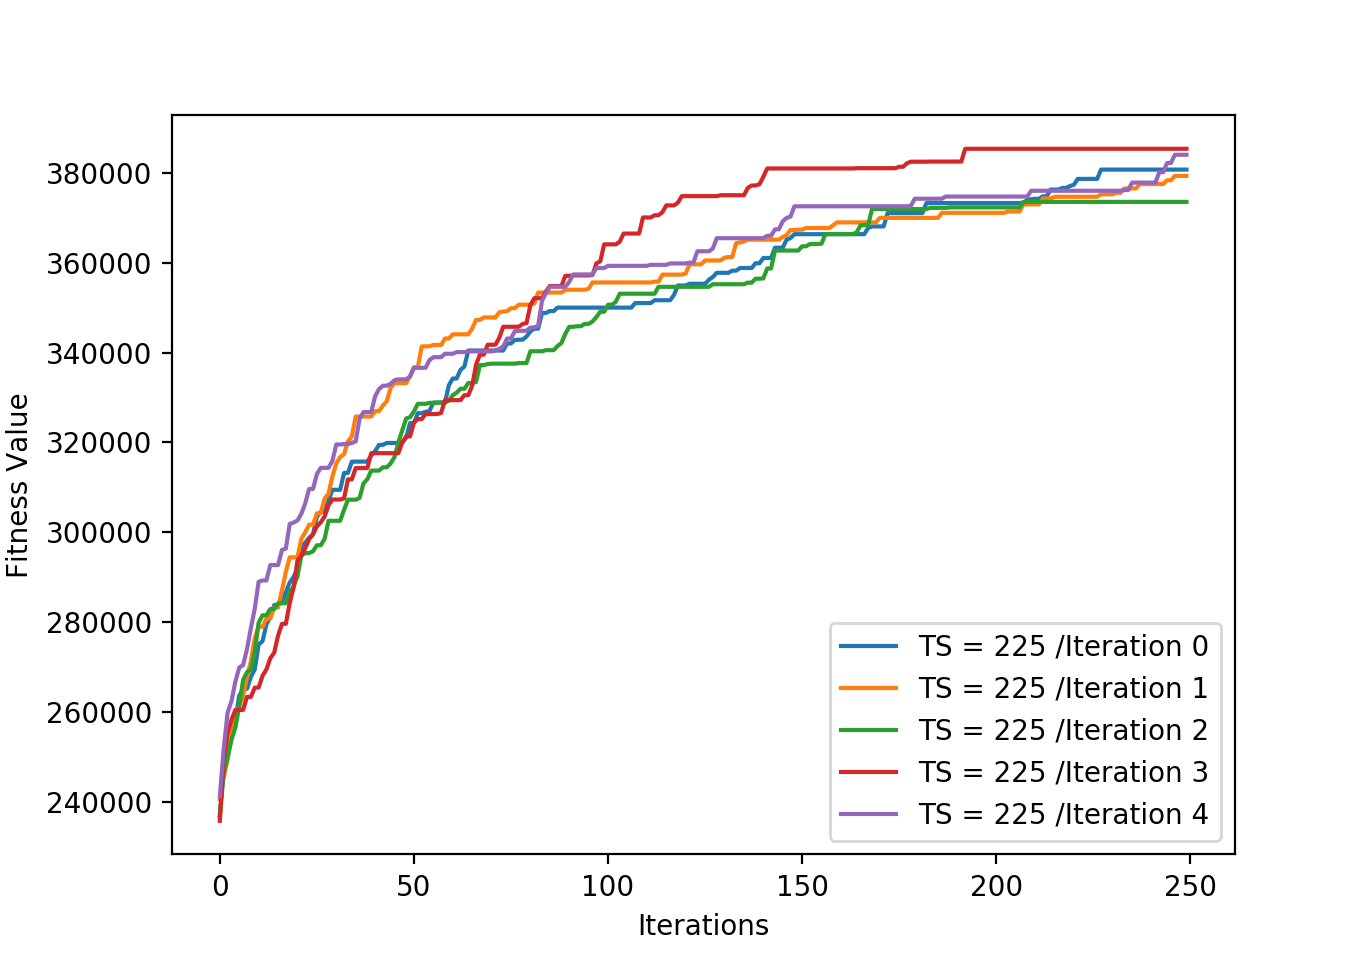 380000
360000
340000
320000
300000
280000
260000
240000
Fitness Value
TS = 225 /Iteration 0
TS = 225 /Iteration 1
TS = 225 /Iteration 2
TS = 225 /Iteration 3
TS = 225 /Iteration 4
0 50 100 150 200 250
Iterations